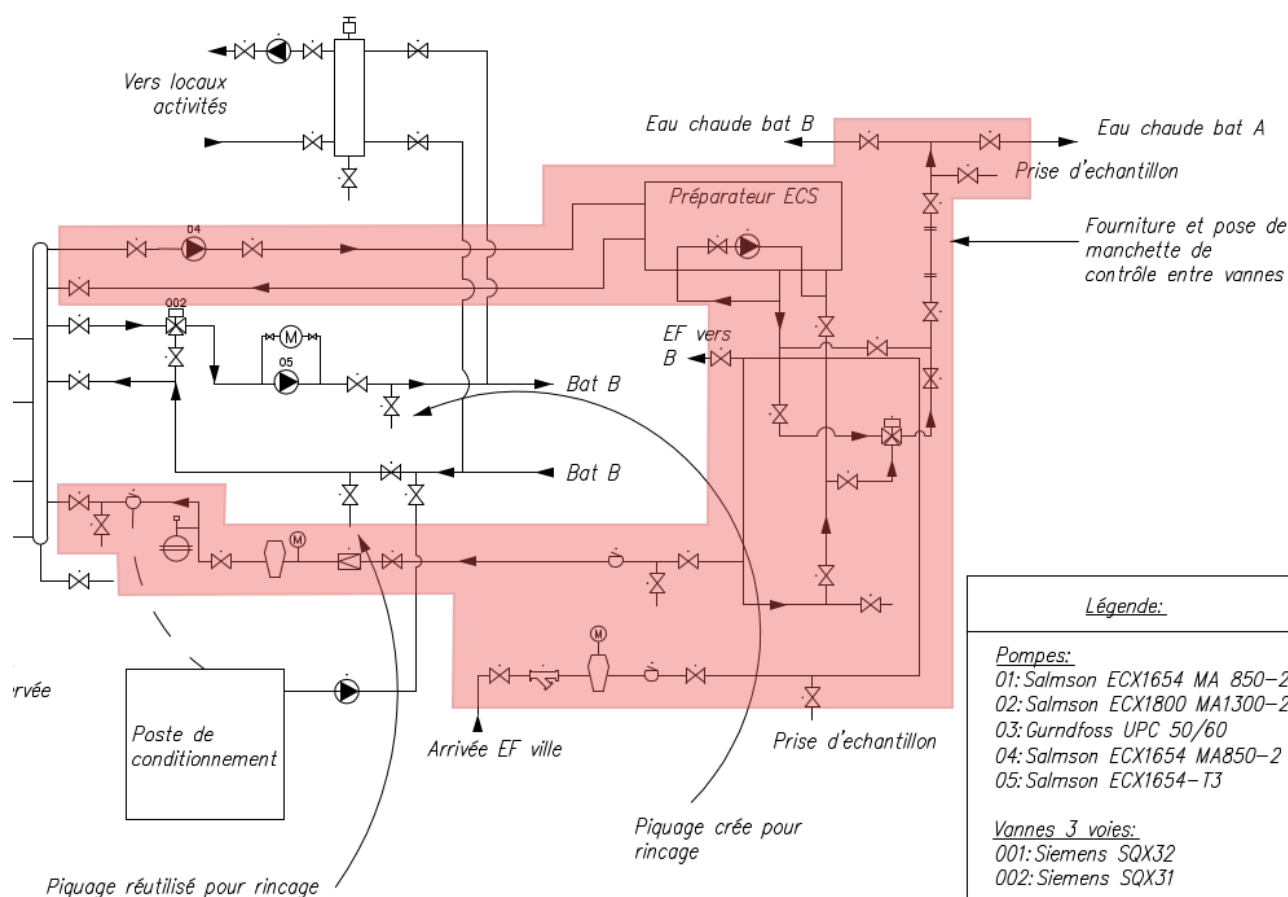 Vers locaux
activités
Eau chaude bat B
Eau chaude bat A
Prise d'echantillon
Préparateur ECS
04
Fourniture et pose de
manchette de
contrôle entre vannes
002
M
EF vers
B
05
Bat B
Bat B
M
M
ervée
Poste de
conditionnement
Arrivée EF ville
Prise d'echantillon
Piquage crée pour
rincage
Piquage réutilisé pour rincage
Légende:
Pompes:
01: Salmson ECX1654 MA 850-2
02: Salmson ECX1800 MA1300-2
03: Gurndfoss UPC 50/60
04: Salmson ECX1654 MA850-2
05: Salmson ECX1654-T3
Vannes 3 voies:
001: Siemens SQX32
002: Siemens SQX31